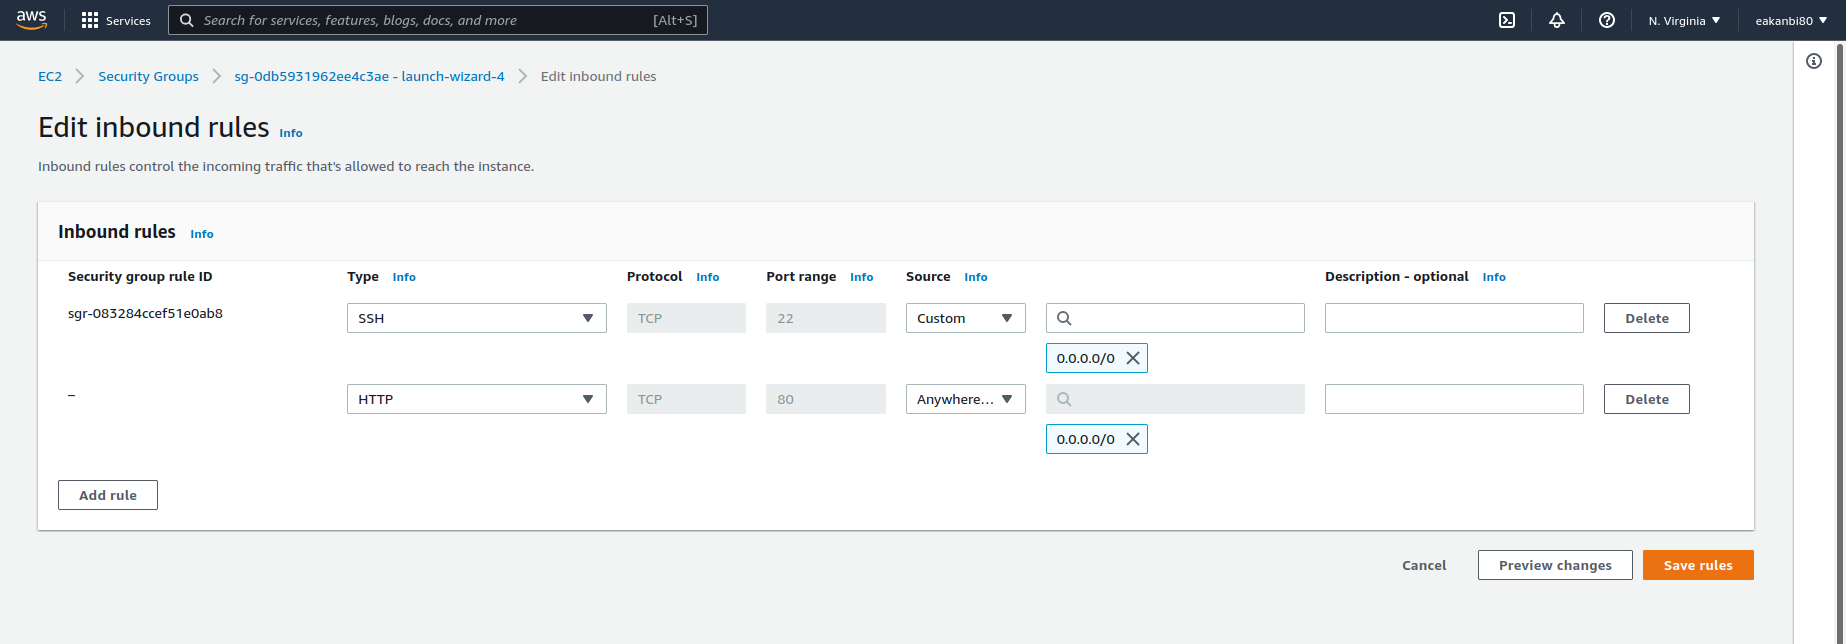 aws Services Search for services, features, blogs, docs, and more [Alt+S] N. Virginia eakanbi80
EC2 Security Groups sg-0db5931962ee4c3ae - launch-wizard-4 Edit inbound rules
Edit inbound rules Info
Inbound rules control the incoming traffic that's allowed to reach the instance.
Inbound rules Info
Security group rule ID Type Info Protocol Info Port range Info Source Info Description - optional Info
sgr-083284ccef51e0ab8 SSH TCP 22 Custom Delete
0.0.0.0/0
– HTTP TCP 80 Anywhere... Delete
0.0.0.0/0
Add rule
Cancel Preview changes Save rules